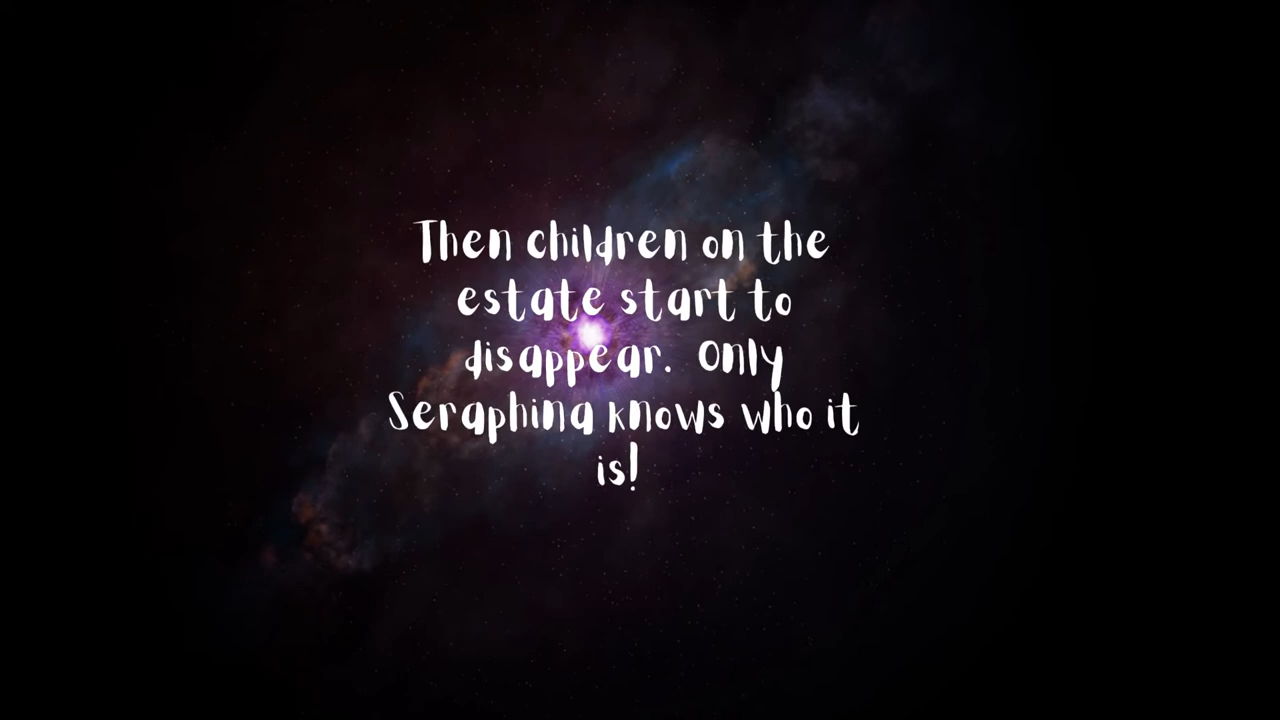 Then children on the
estate start to
disappear. Only
Seraphina knows who it
is!